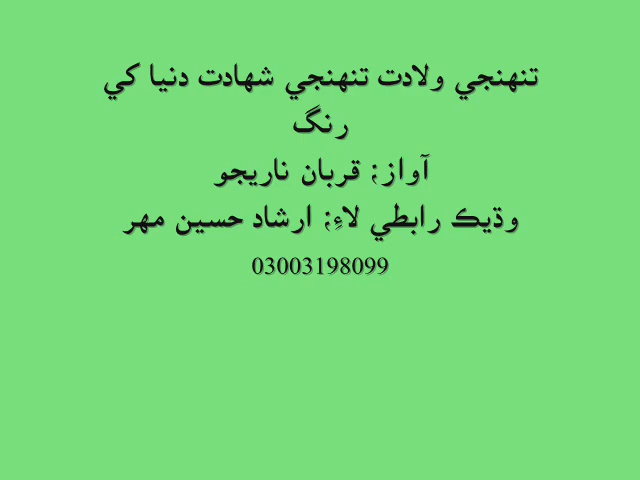 تنهنجي ولادت تنهنجي شهادت دنيا کي
رنگ
آواز؛ قربان ناريجو
وڌيڪ رابطي لاءِ؛ ارشاد حسين مهر
03003198099